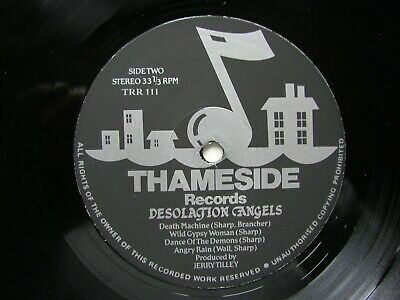 SIDE TWO
STEREO 33 1/3 RPM
TRR 111
THAMESIDE
Records
DESOLATION ANGELS
Death Machine (Sharp, Brancher)
Wild Gypsy Woman (Sharp)
Dance Of The Demons (Sharp)
Angry Rain (Wall, Sharp)
Produced by
JERRY TILLEY
ALL RIGHTS OF THE OWNER OF THIS RECORDED WORK RESERVED ● UNAUTHORISED COPYING PROHIBITED.